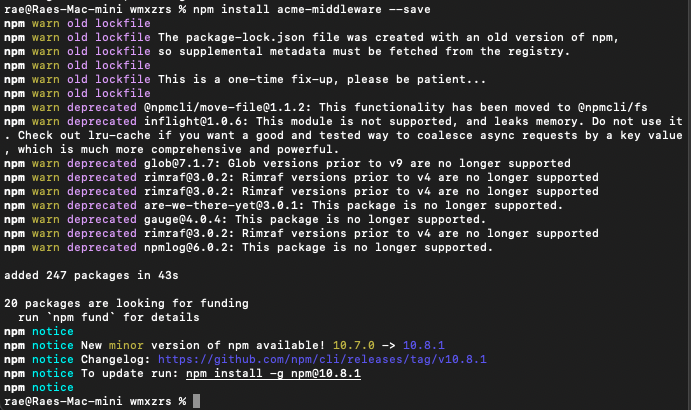 rae@Raes-Mac-mini wmxzrs % npm install acme-middleware --save
npm warn old lockfile
npm warn old lockfile The package-lock.json file was created with an old version of npm,
npm warn old lockfile so supplemental metadata must be fetched from the registry.
npm warn old lockfile
npm warn old lockfile This is a one-time fix-up, please be patient...
npm warn old lockfile
npm warn deprecated @npmcli/move-file@1.1.2: This functionality has been moved to @npmcli/fs
npm warn deprecated inflight@1.0.6: This module is not supported, and leaks memory. Do not use it
. Check out lru-cache if you want a good and tested way to coalesce async requests by a key value
, which is much more comprehensive and powerful.
npm warn deprecated glob@7.1.7: Glob versions prior to v9 are no longer supported
npm warn deprecated rimraf@3.0.2: Rimraf versions prior to v4 are no longer supported
npm warn deprecated rimraf@3.0.2: Rimraf versions prior to v4 are no longer supported
npm warn deprecated are-we-there-yet@3.0.1: This package is no longer supported.
npm warn deprecated gauge@4.0.4: This package is no longer supported.
npm warn deprecated rimraf@3.0.2: Rimraf versions prior to v4 are no longer supported
npm warn deprecated npmlog@6.0.2: This package is no longer supported.
added 247 packages in 43s
20 packages are looking for funding
run `npm fund` for details
npm notice
npm notice New minor version of npm available! 10.7.0 -> 10.8.1
npm notice Changelog: https://github.com/npm/cli/releases/tag/v10.8.1
npm notice To update run: npm install -g npm@10.8.1
npm notice
rae@Raes-Mac-mini wmxzrs %